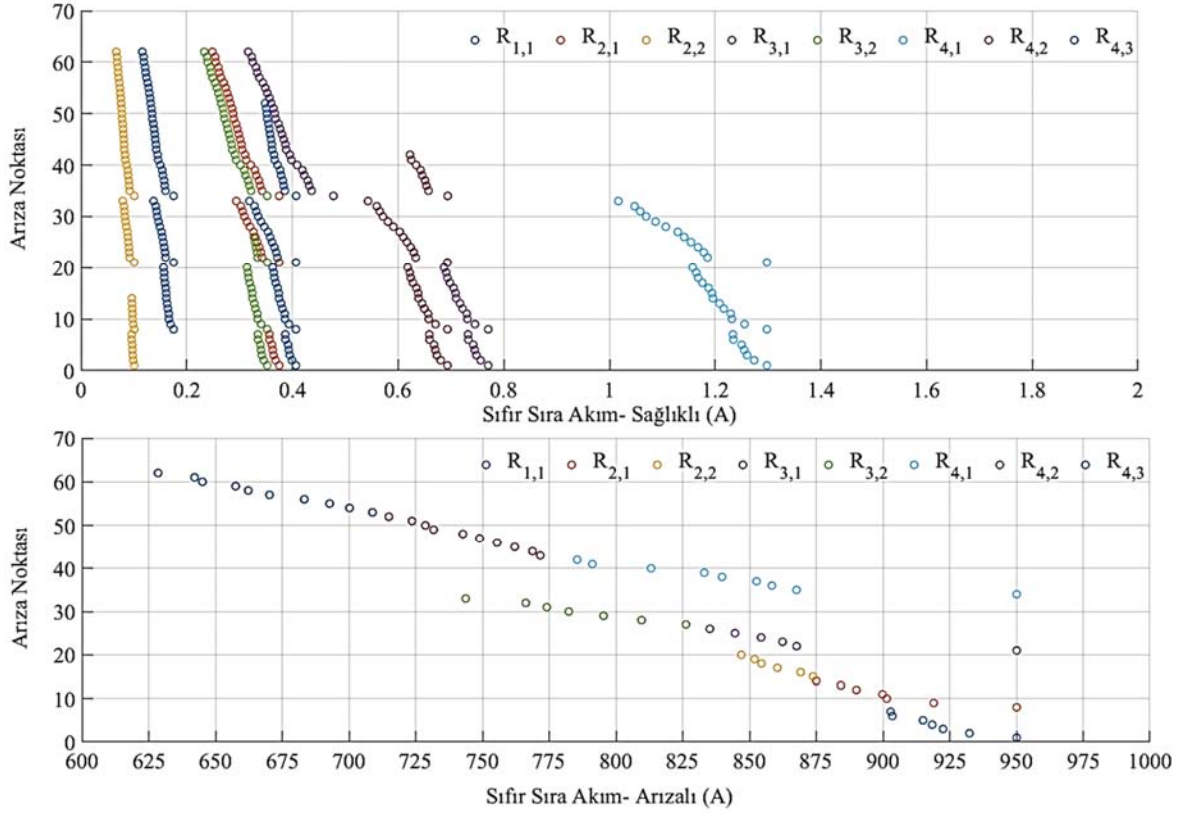 70
R1,1 R2,1 R2,2 R3,1 R3,2 R4,1 R4,2 R4,3
60
50
40
30
20
10
0
Arıza Noktası
0 0.2 0.4 0.6 0.8 1 1.2 1.4 1.6 1.8 2
Sıfır Sıra Akım- Sağlıklı (A)
70
R1,1 R2,1 R2,2 R3,1 R3,2 R4,1 R4,2 R4,3
60
50
40
30
20
10
0
Arıza Noktası
600 625 650 675 700 725 750 775 800 825 850 875 900 925 950 975 1000
Sıfır Sıra Akım- Arızalı (A)